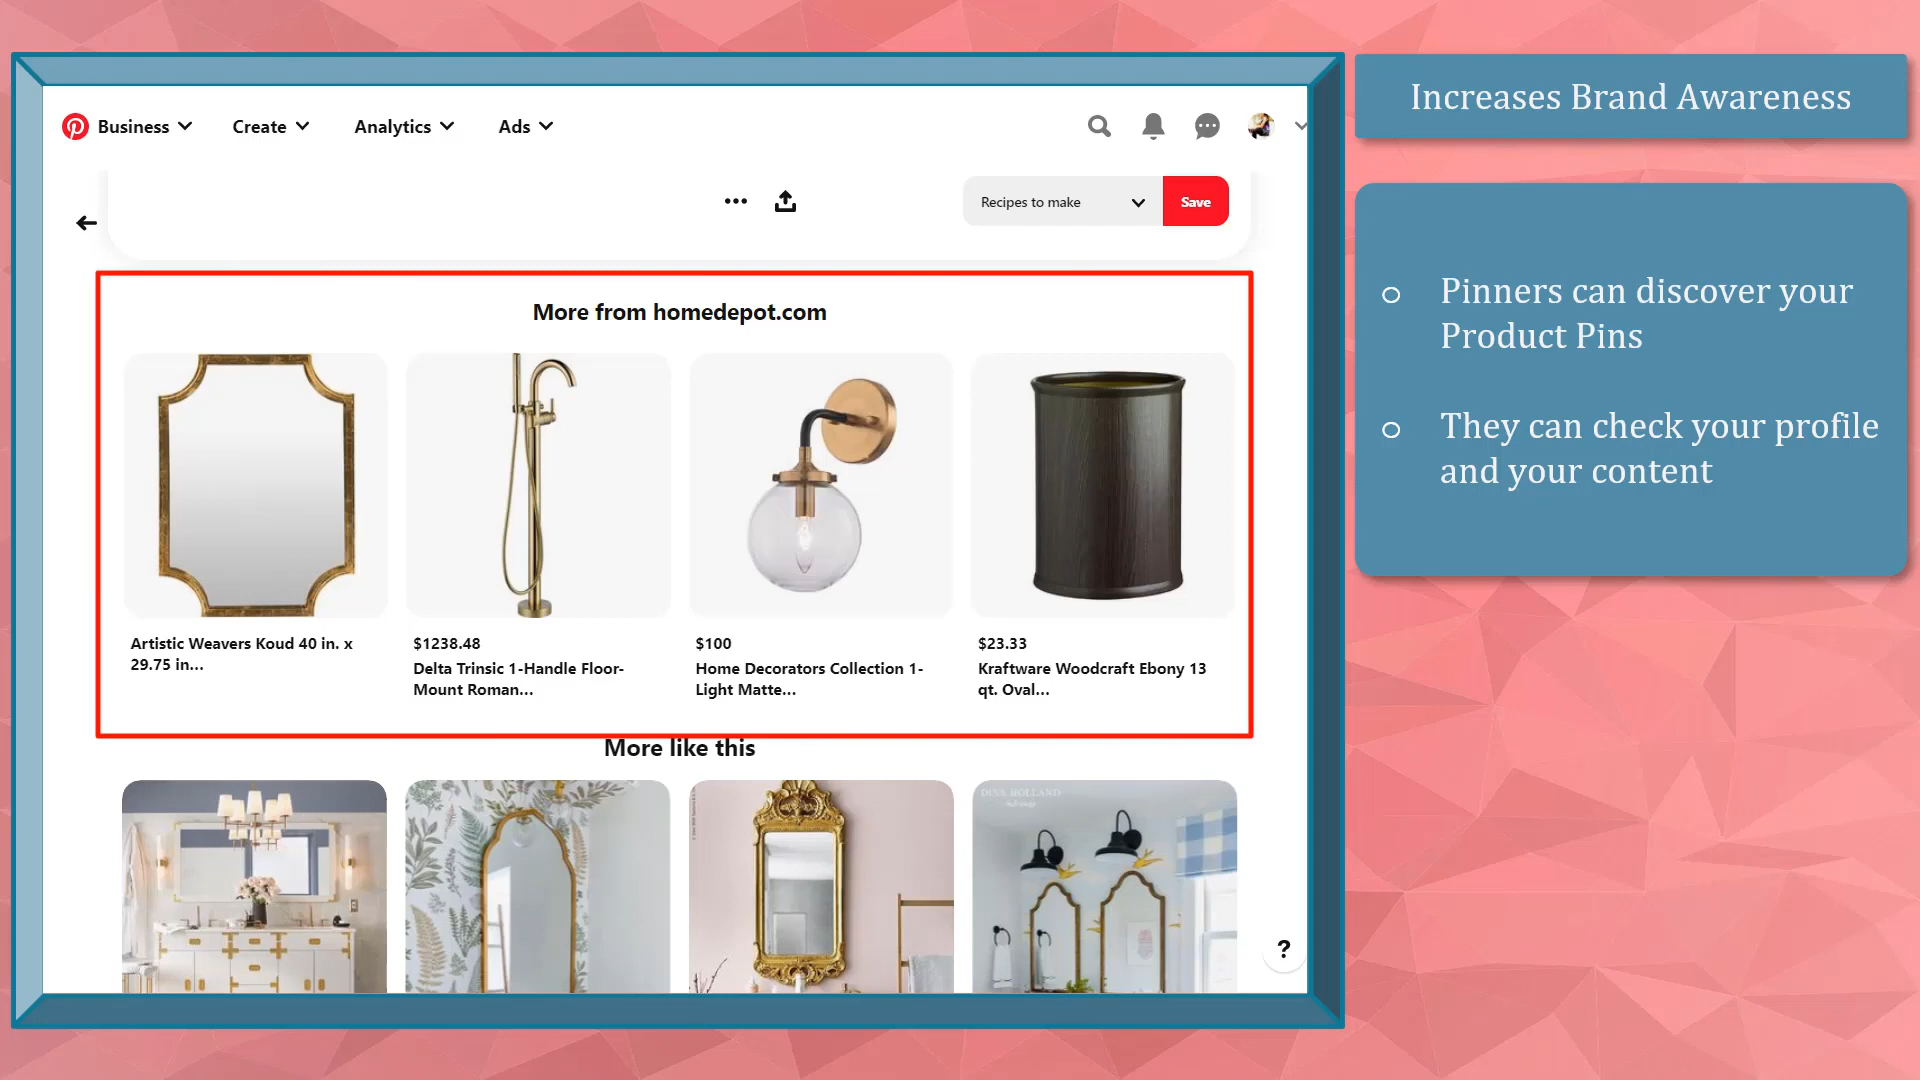 Increases Brand Awareness
Business
Create
Analytics
Ads
Recipes to make
Save
More from homedepot.com
Artistic Weavers Koud 40 in. x
29.75 in...
$1238.48
Delta Trinsic 1-Handle Floor-
Mount Roman...
$100
Home Decorators Collection 1-
Light Matte...
$23.33
Kraftware Woodcraft Ebony 13
qt. Oval...
More like this
DINA HOLLAND
?
o Pinners can discover your
Product Pins
o They can check your profile
and your content